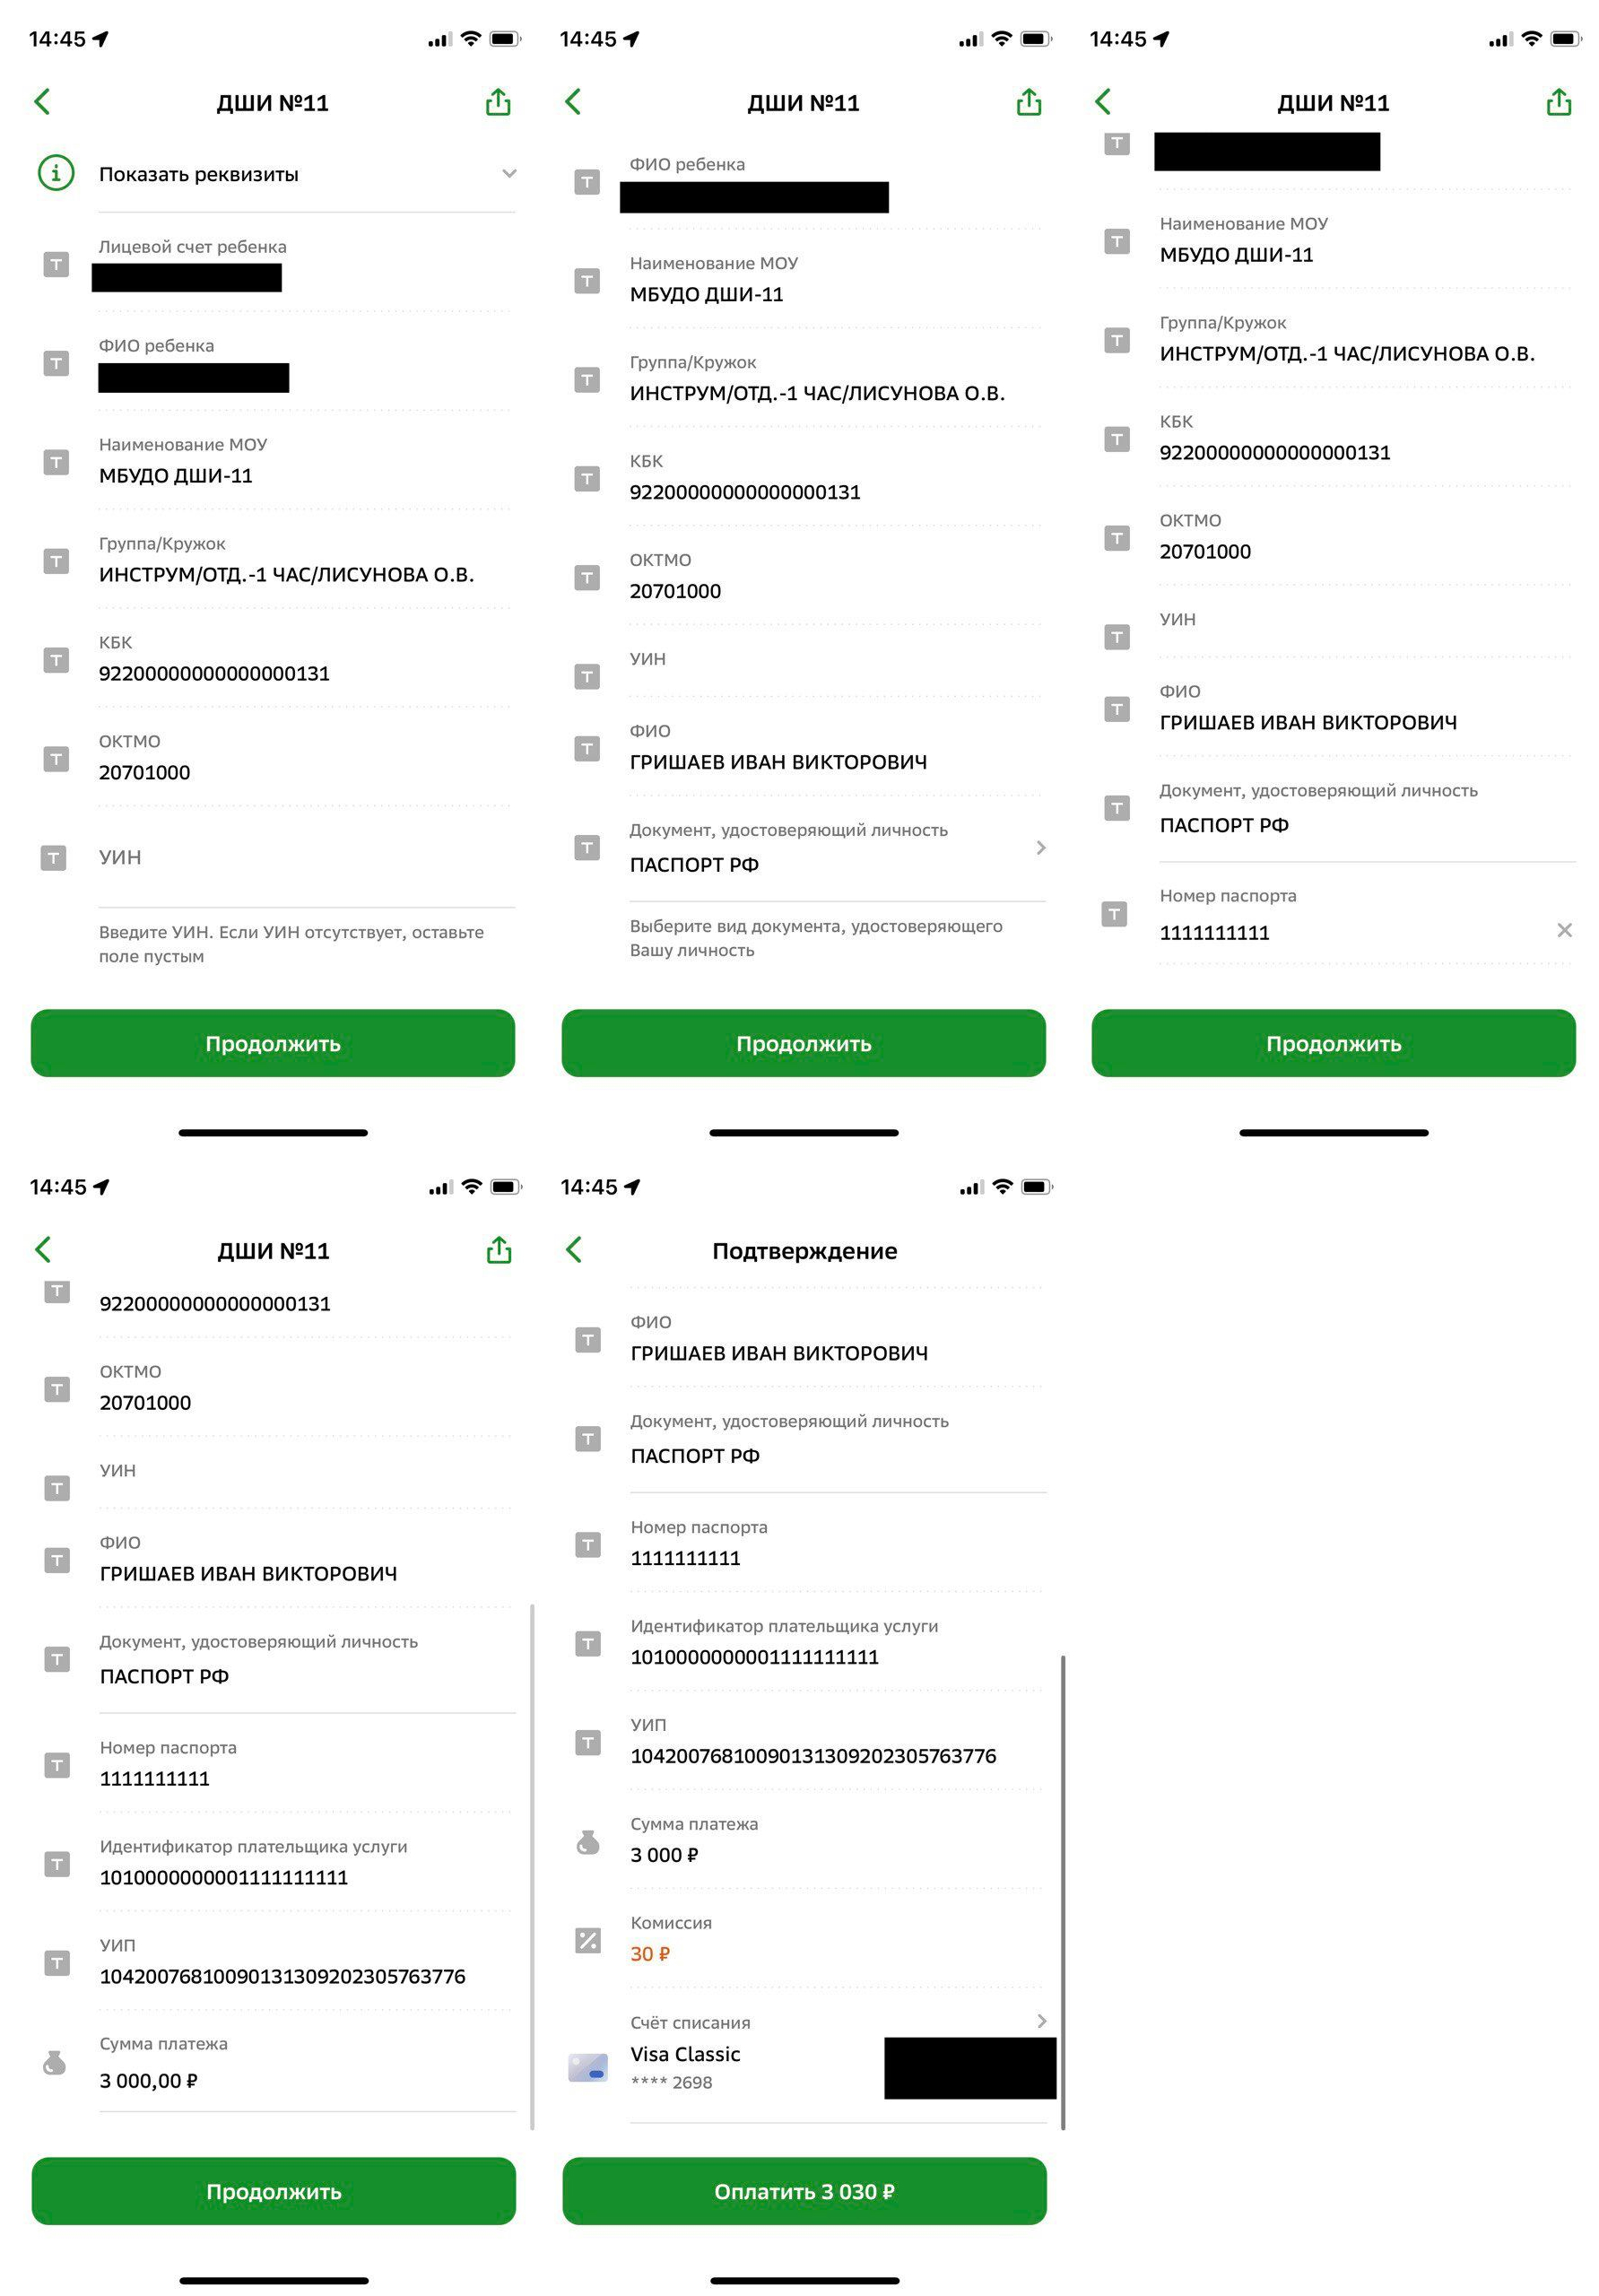 14:45
ДШИ №11
Показать реквизиты
Лицевой счет ребенка
ФИО ребенка
Наименование МОУ
МБУДО ДШИ-11
Группа/Кружок
ИНСТРУМ/ОТД.-1 ЧАС/ЛИСУНОВА О.В.
КБК
92200000000000000131
ОКТМО
20701000
УИН
Введите УИН. Если УИН отсутствует, оставьте
поле пустым
Продолжить
14:45
ДШИ №11
ФИО ребенка
Наименование МОУ
МБУДО ДШИ-11
Группа/Кружок
ИНСТРУМ/ОТД.-1 ЧАС/ЛИСУНОВА О.В.
КБК
92200000000000000131
ОКТМО
20701000
УИН
ФИО
ГРИШАЕВ ИВАН ВИКТОРОВИЧ
Документ, удостоверяющий личность
ПАСПОРТ РФ
Выберите вид документа, удостоверяющего
Вашу личность
Продолжить
14:45
ДШИ №11
Наименование МОУ
МБУДО ДШИ-11
Группа/Кружок
ИНСТРУМ/ОТД.-1 ЧАС/ЛИСУНОВА О.В.
КБК
92200000000000000131
ОКТМО
20701000
УИН
ФИО
ГРИШАЕВ ИВАН ВИКТОРОВИЧ
Документ, удостоверяющий личность
ПАСПОРТ РФ
Номер паспорта
1111111111
Продолжить
14:45
ДШИ №11
92200000000000000131
ОКТМО
20701000
УИН
ФИО
ГРИШАЕВ ИВАН ВИКТОРОВИЧ
Документ, удостоверяющий личность
ПАСПОРТ РФ
Номер паспорта
1111111111
Идентификатор плательщика услуги
1010000000001111111111
УИП
10420076810090131309202305763776
Сумма платежа
3 000,00 ₽
Продолжить
14:45
Подтверждение
ФИО
ГРИШАЕВ ИВАН ВИКТОРОВИЧ
Документ, удостоверяющий личность
ПАСПОРТ РФ
Номер паспорта
1111111111
Идентификатор плательщика услуги
1010000000001111111111
УИП
10420076810090131309202305763776
Сумма платежа
3 000 ₽
Комиссия
30 ₽
Счёт списания
Visa Classic
**** 2698
Оплатить 3 030 ₽